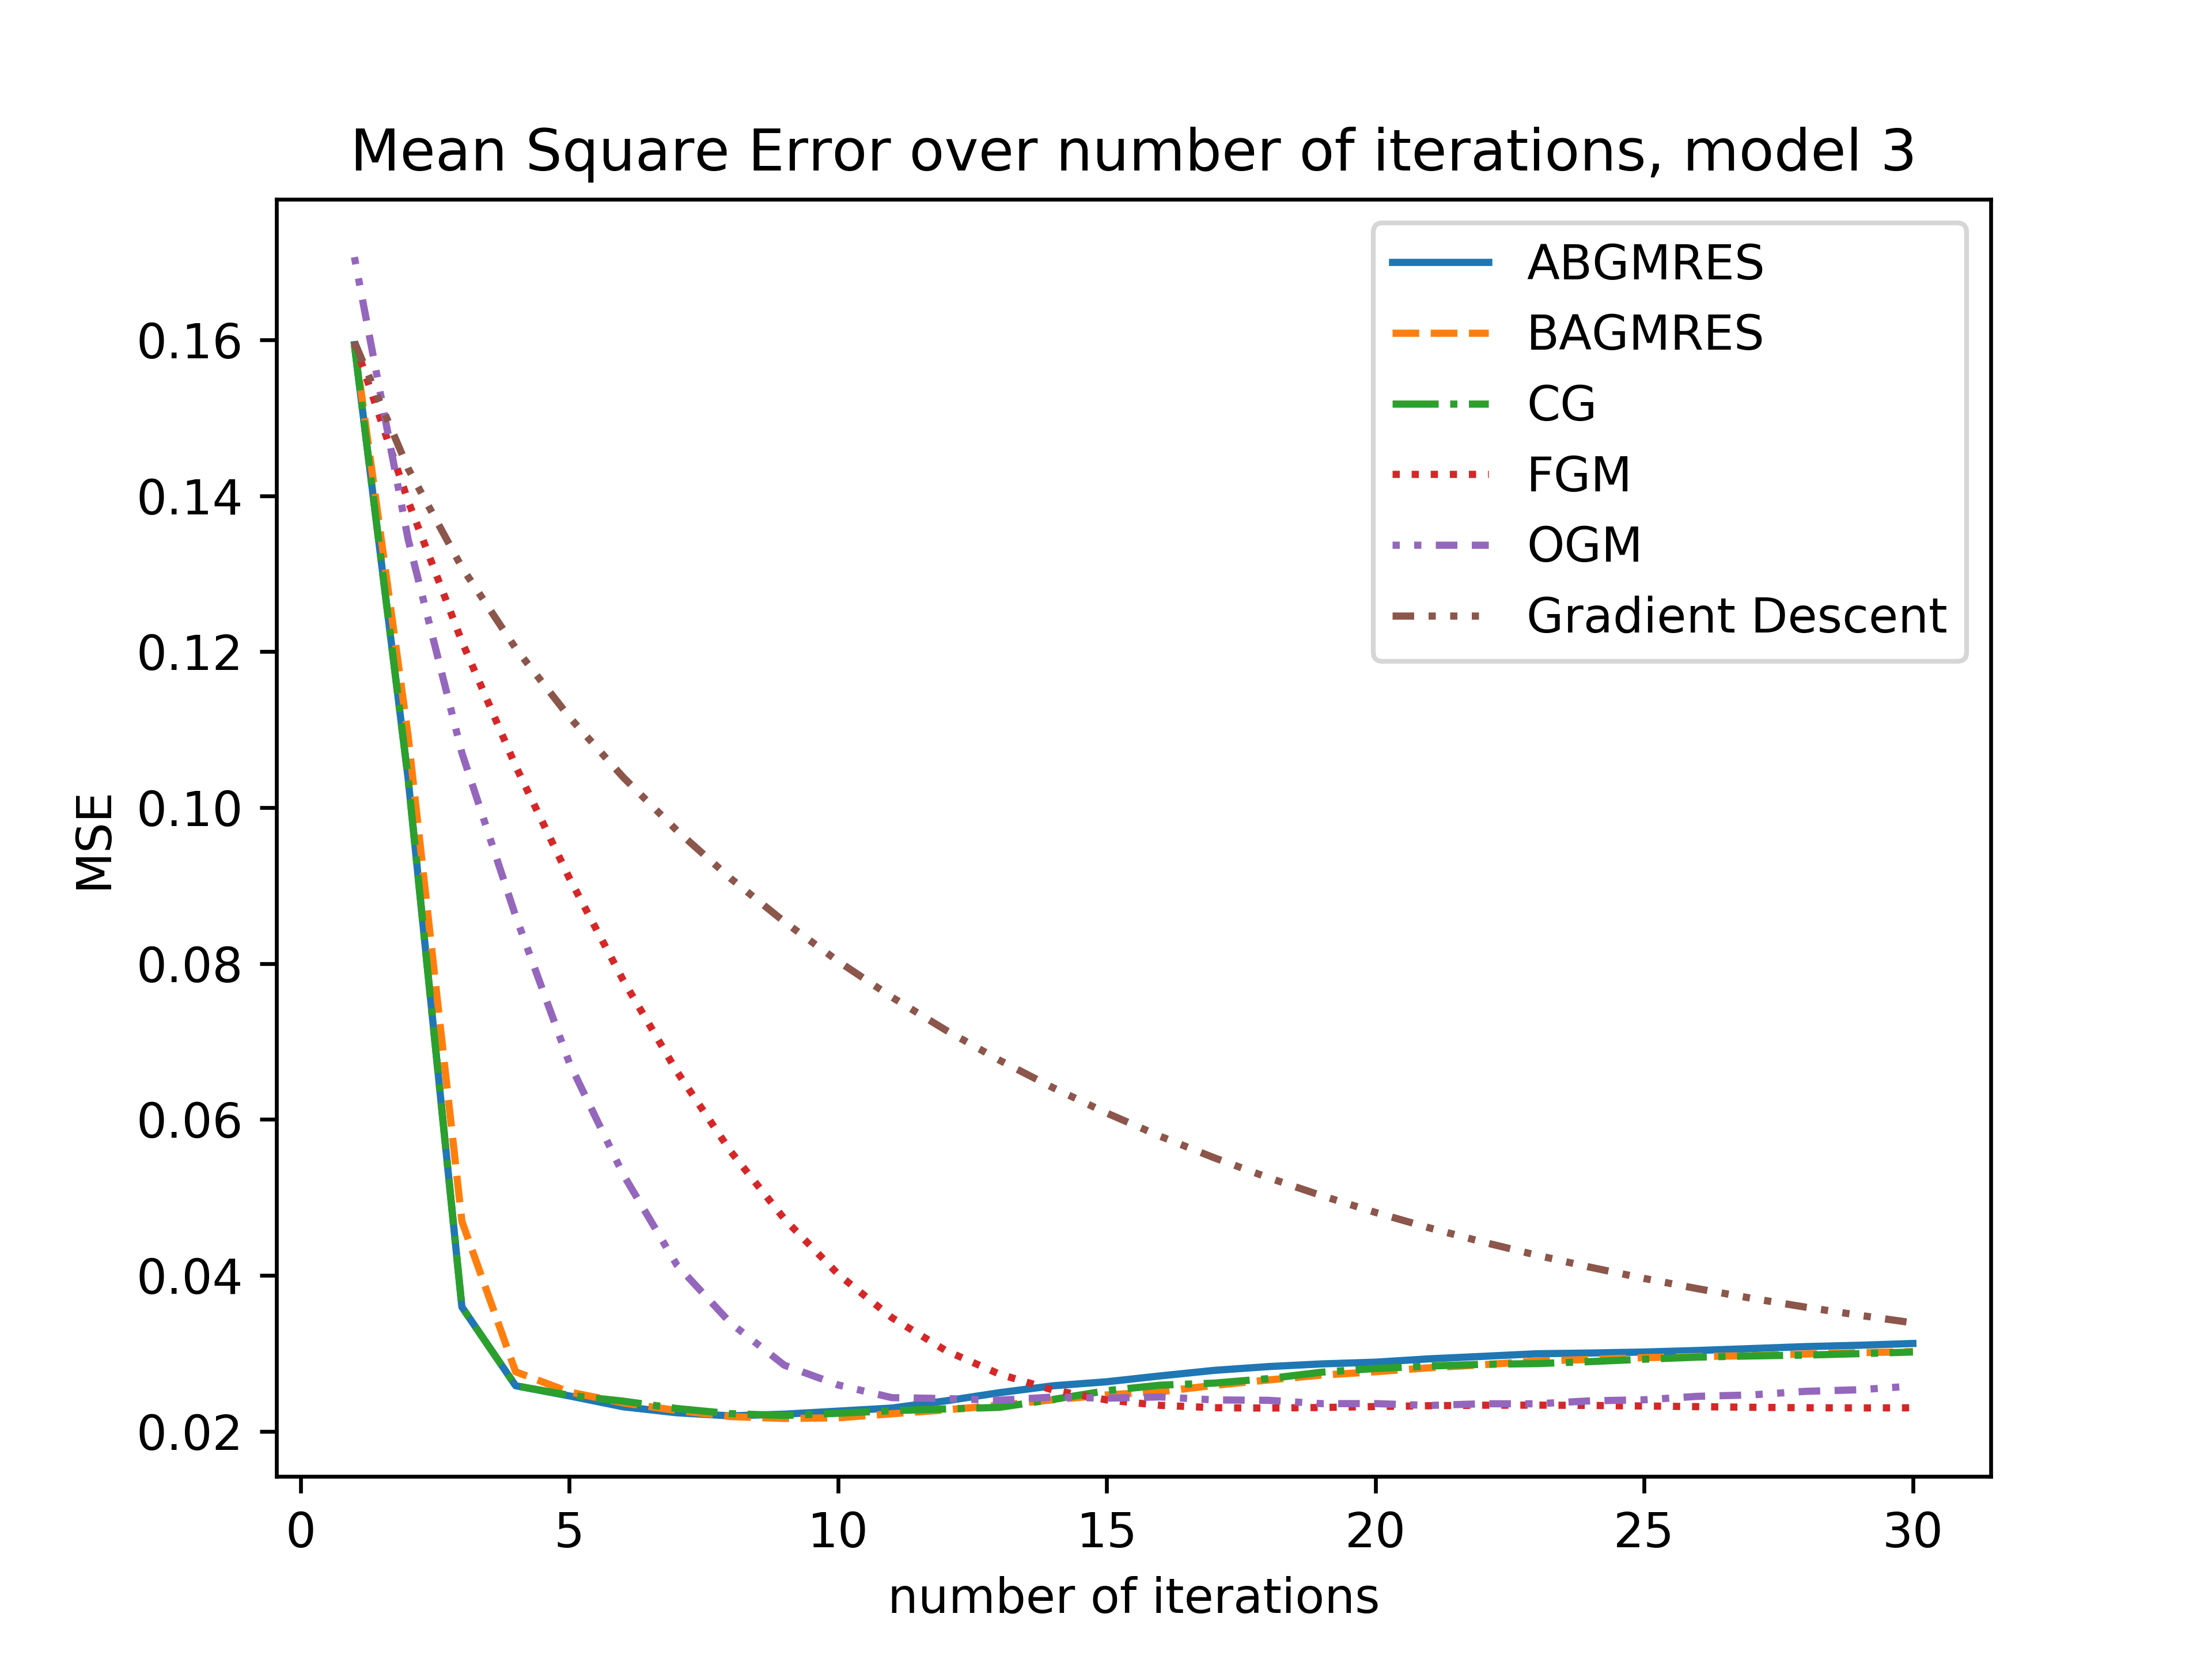 Mean Square Error over number of iterations, model 3
ABGMRES
BAGMRES
CG
FGM
OGM
Gradient Descent
MSE
0.16
0.14
0.12
0.10
0.08
0.06
0.04
0.02
0 5 10 15 20 25 30
number of iterations